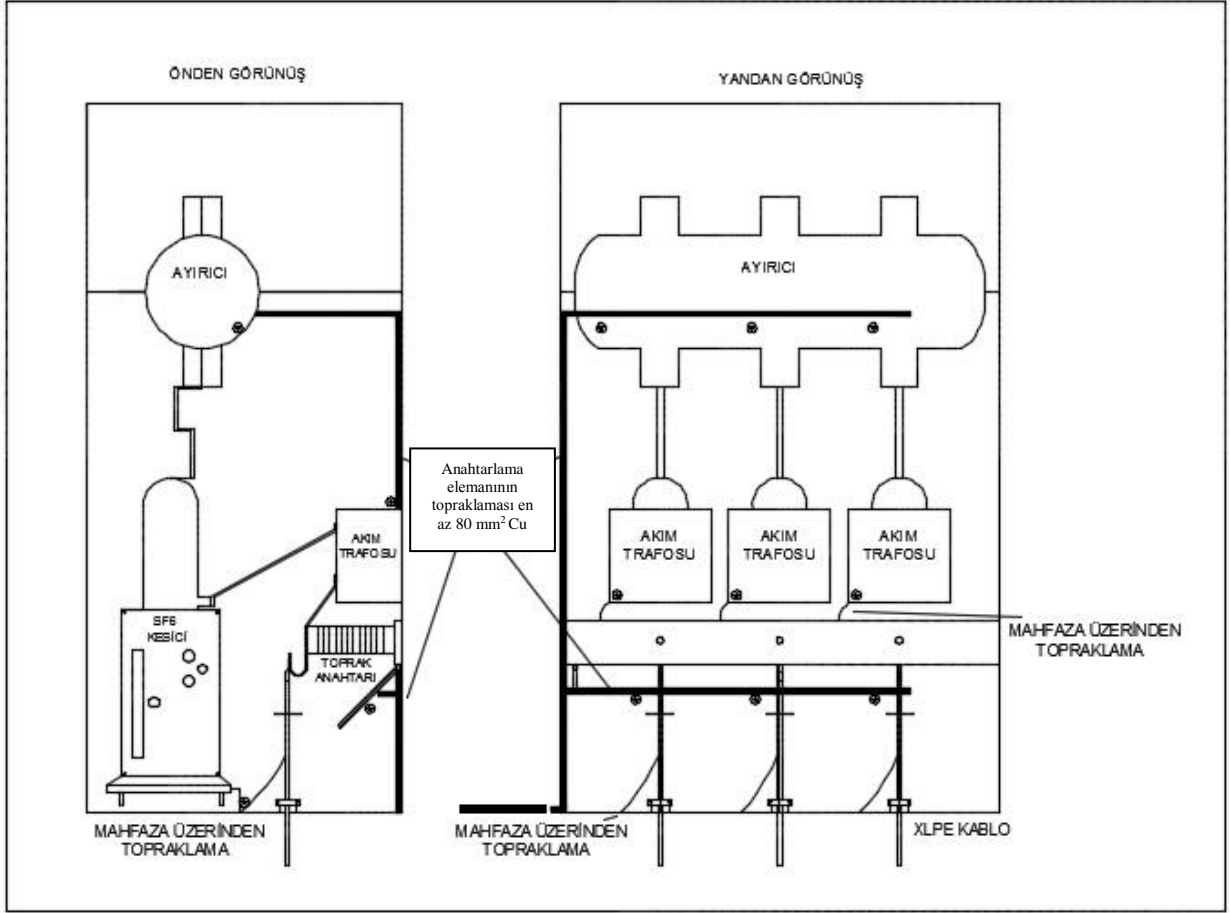 ÖNDEN GÖRÜNÜŞ
YANDAN GÖRÜNÜŞ
AYIRICI
AYIRICI
Anahtarlama
elemanının
topraklaması en
az 80 mm² Cu
AKIM
TRAFOSU
AKIM
TRAFOSU
AKIM
TRAFOSU
AKIM
TRAFOSU
SF6
KESİCİ
TOPRAK
ANAHTARI
MAHFAZA ÜZERİNDEN
TOPRAKLAMA
MAHFAZA ÜZERİNDEN
TOPRAKLAMA
MAHFAZA ÜZERİNDEN
TOPRAKLAMA
XLPE KABLO